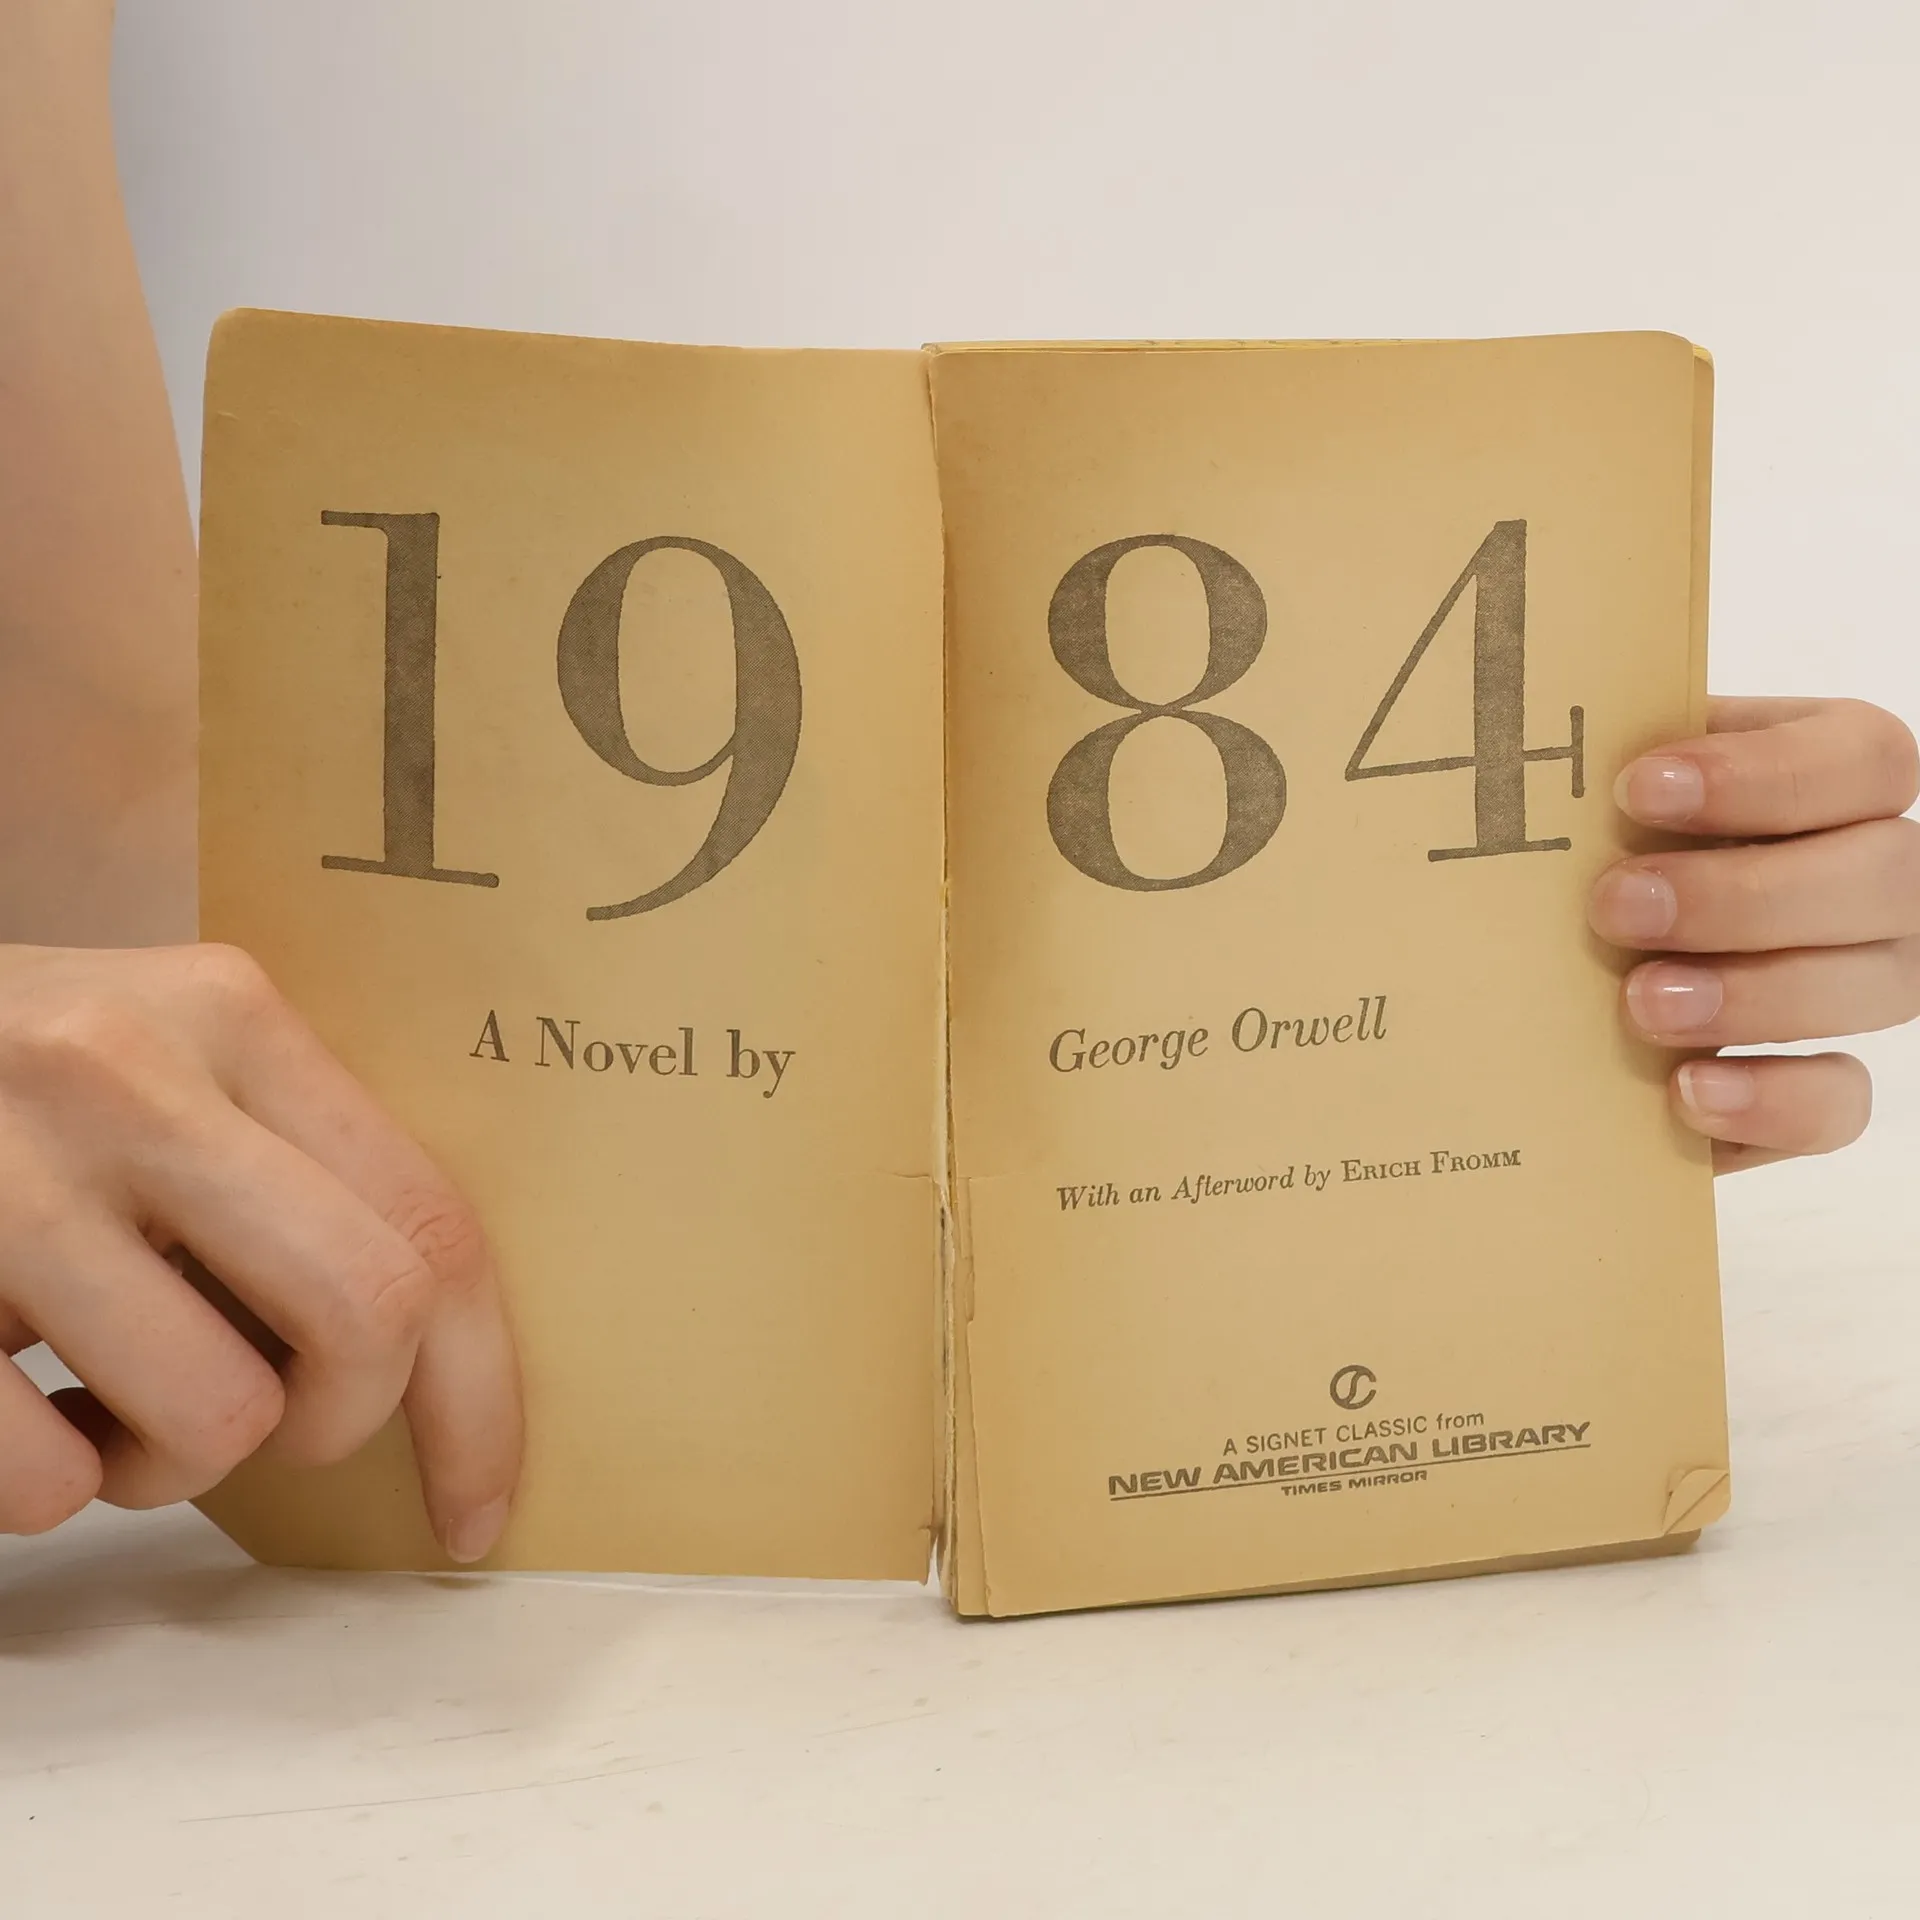 1984
A Novel by George Orwell
With an Afterword by ERICH FROMM
A SIGNET CLASSIC from
NEW AMERICAN LIBRARY
TIMES MIRROR